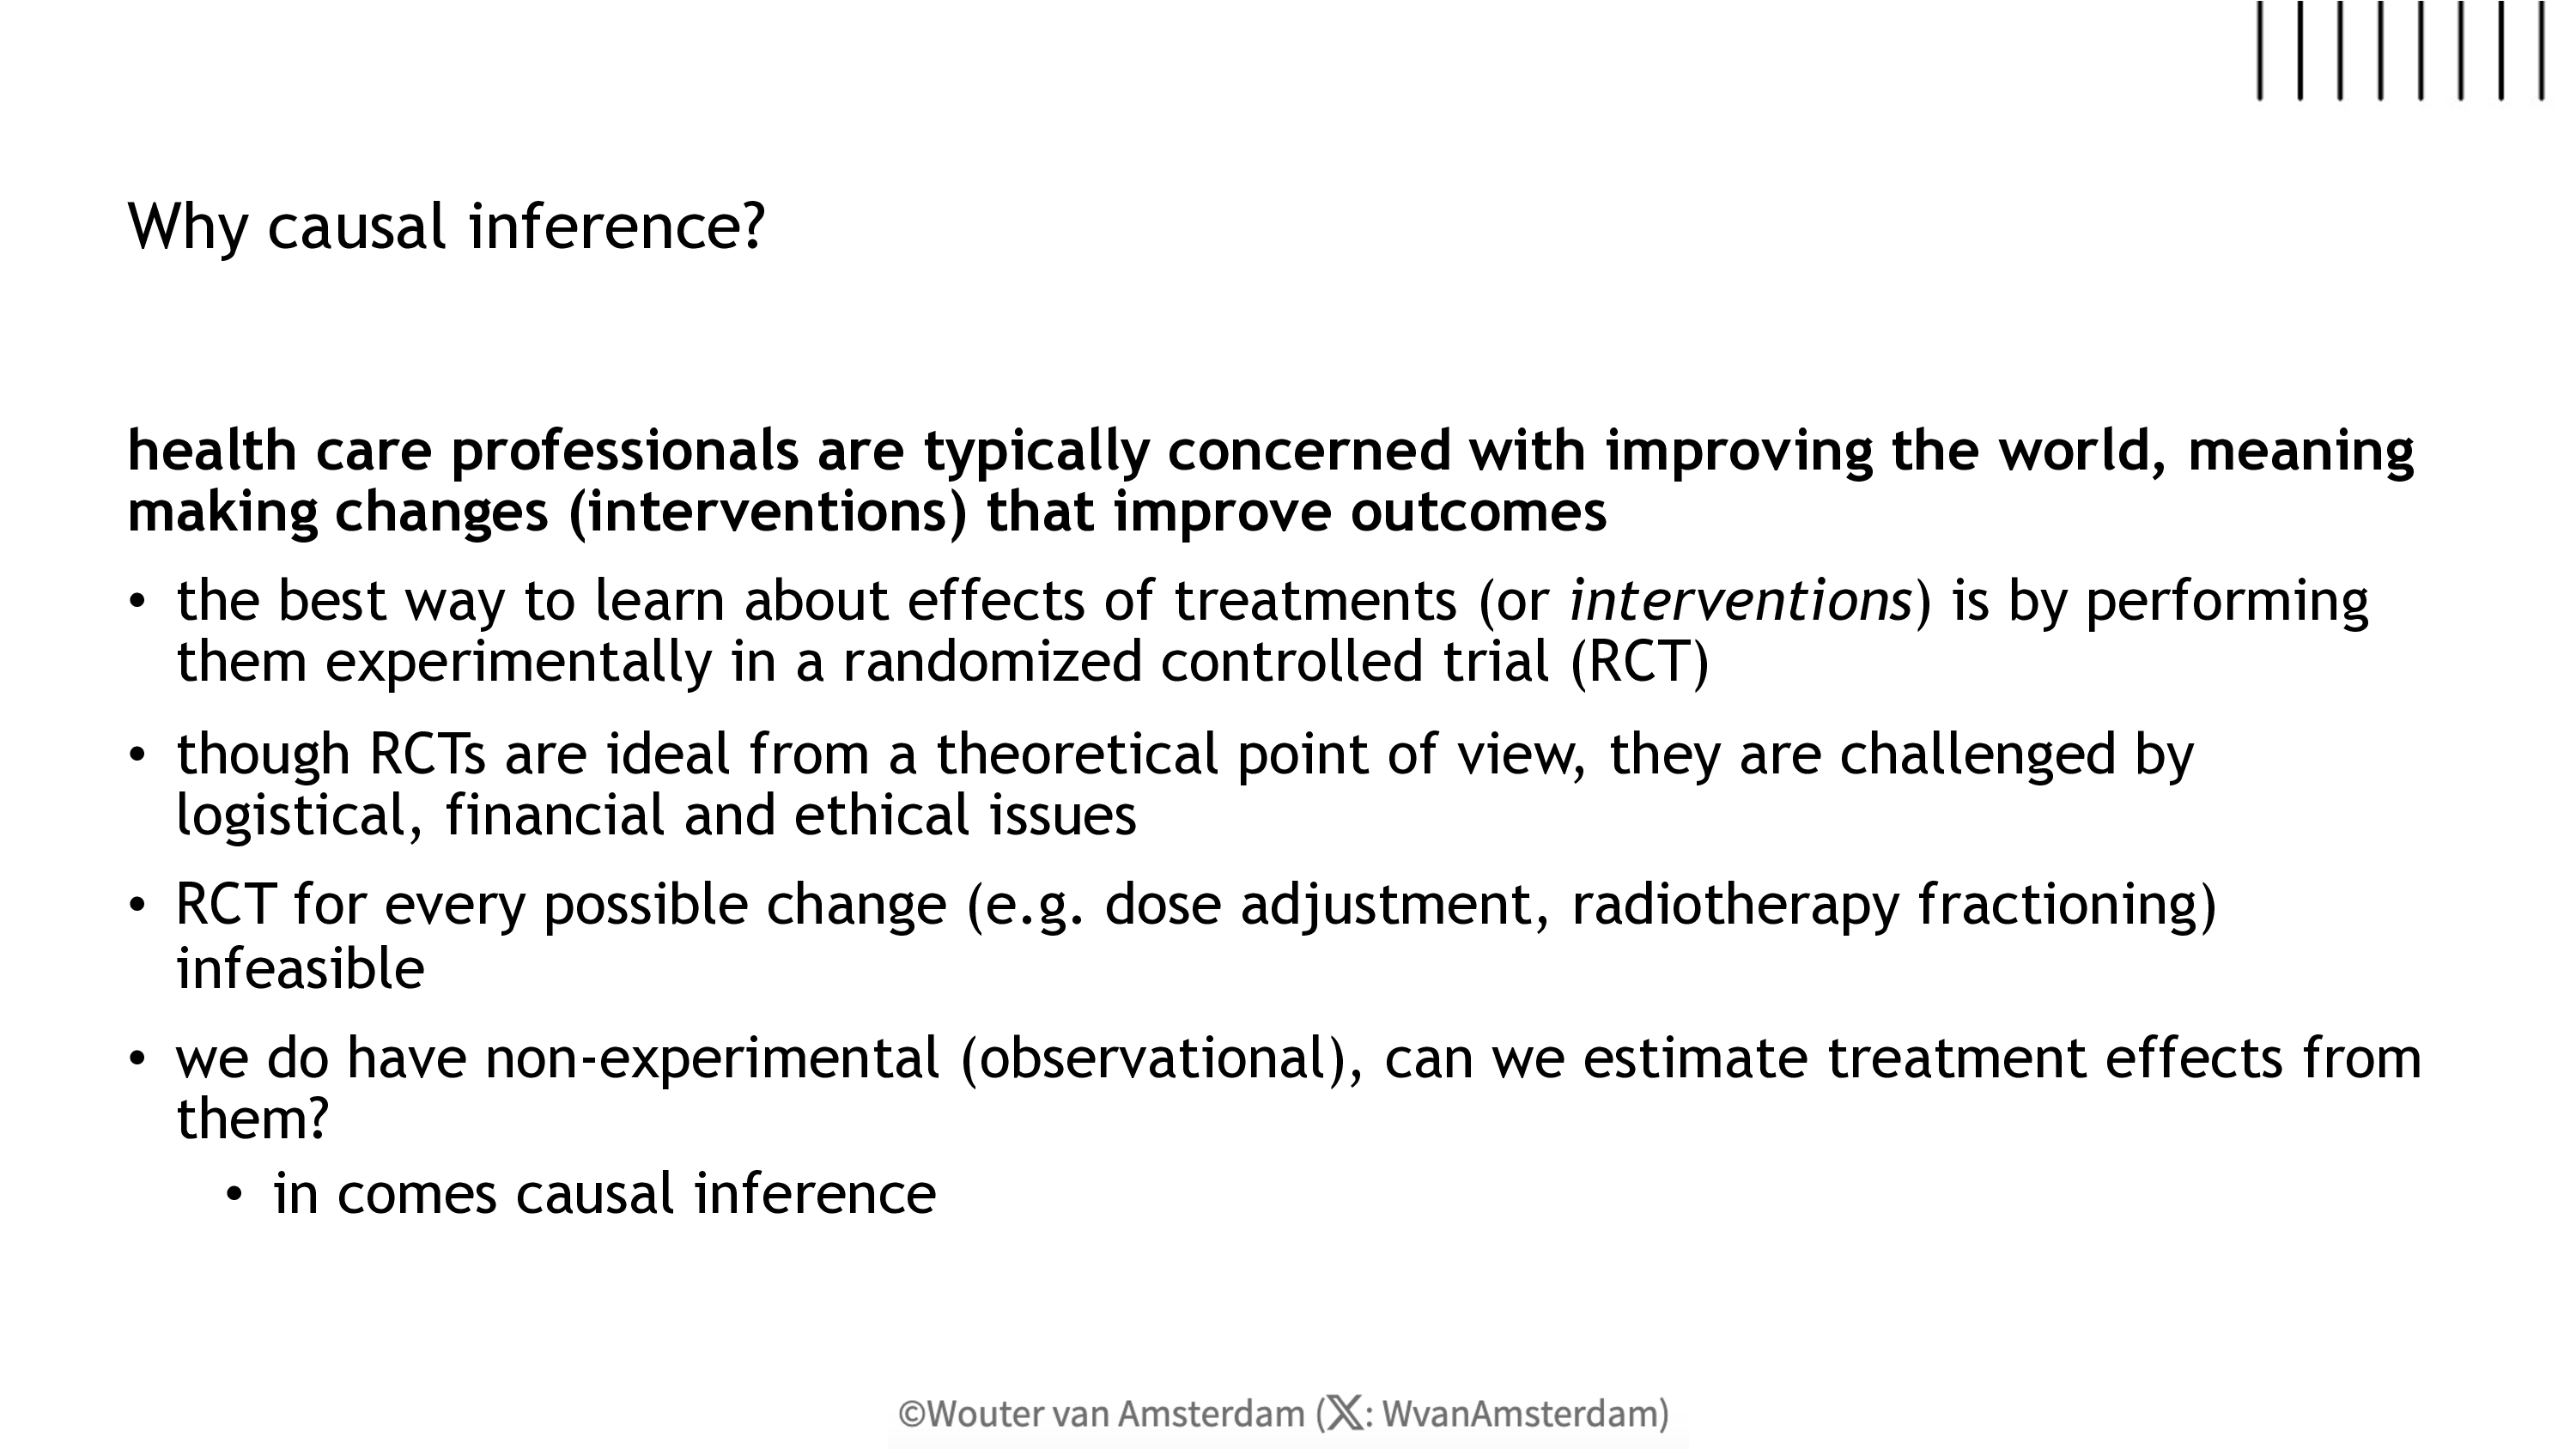 Why causal inference?
health care professionals are typically concerned with improving the world, meaning
making changes (interventions) that improve outcomes
• the best way to learn about effects of treatments (or interventions) is by performing
them experimentally in a randomized controlled trial (RCT)
• though RCTs are ideal from a theoretical point of view, they are challenged by
logistical, financial and ethical issues
• RCT for every possible change (e.g. dose adjustment, radiotherapy fractioning)
infeasible
• we do have non-experimental (observational), can we estimate treatment effects from
them?
• in comes causal inference
©Wouter van Amsterdam (𝕏: WvanAmsterdam)